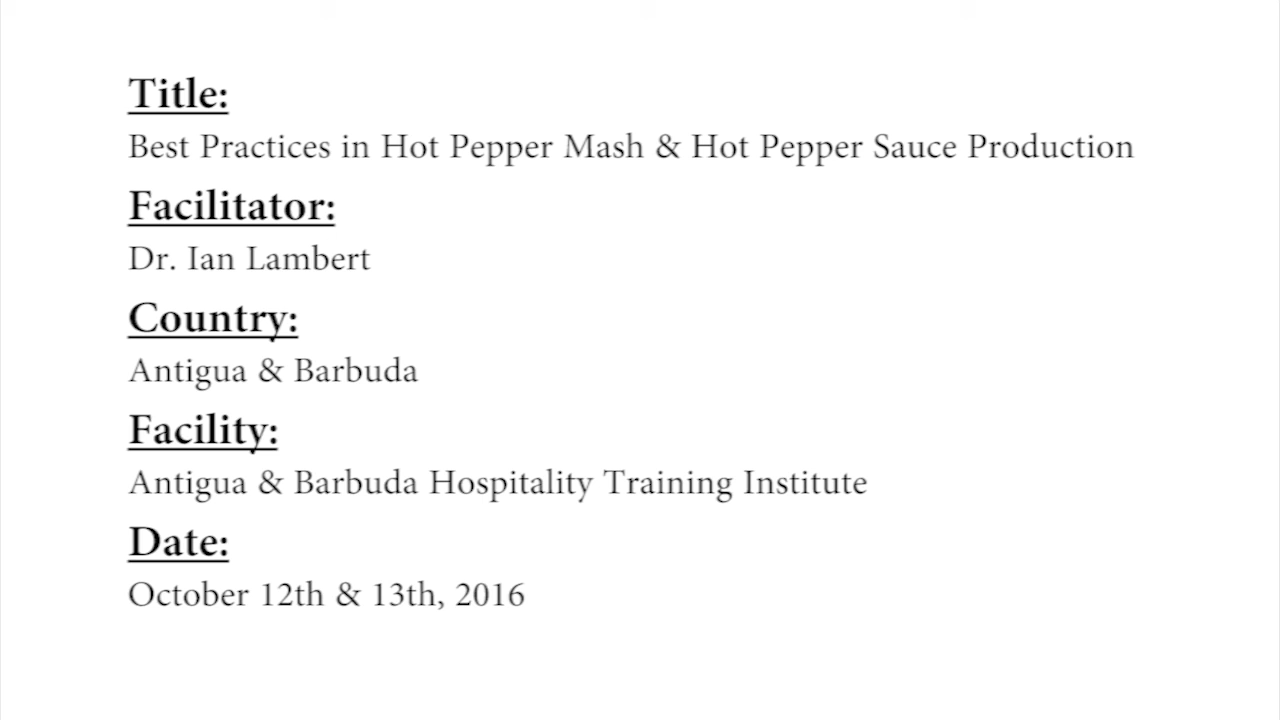 Title:
Best Practices in Hot Pepper Mash & Hot Pepper Sauce Production
Facilitator:
Dr. Ian Lambert
Country:
Antigua & Barbuda
Facility:
Antigua & Barbuda Hospitality Training Institute
Date:
October 12th & 13th, 2016